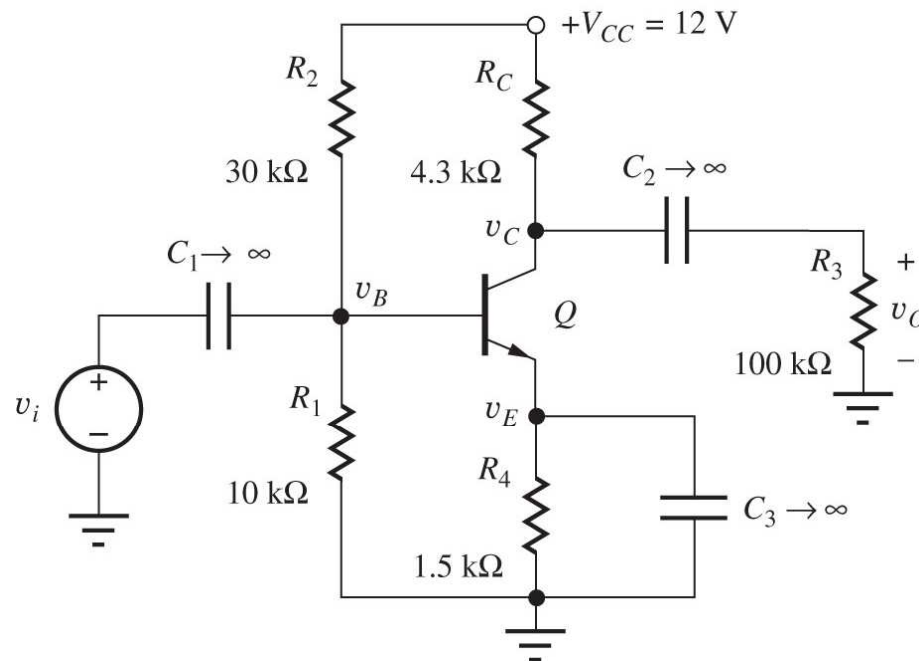 +V_CC = 12 V
R_2
R_C
30 kΩ
4.3 kΩ
C_2 → ∞
v_C
C_1 → ∞
R_3
+
v_B
Q
v_O
100 kΩ
−
+
v_i
−
R_1
v_E
R_4
10 kΩ
C_3 → ∞
1.5 kΩ